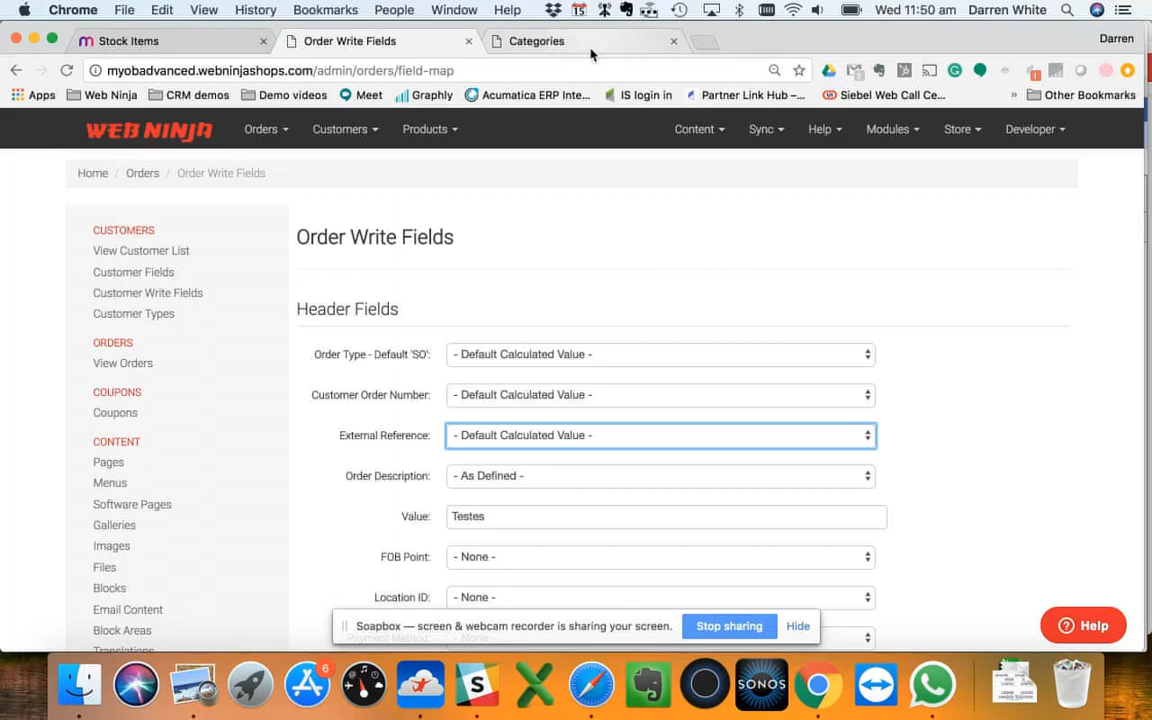 Chrome File Edit View History Bookmarks People Window Help 15 Wed 11:50 am Darren White
Stock Items Order Write Fields Categories Darren
myobadvanced.webninjashops.com/admin/orders/field-map
Apps Web Ninja CRM demos Demo videos Meet Graphly Acumatica ERP Inte... IS login in Partner Link Hub –... Siebel Web Call Ce... » Other Bookmarks
WEB NINJA Orders Customers Products Content Sync Help Modules Store Developer
Home / Orders / Order Write Fields
CUSTOMERS
View Customer List
Customer Fields
Customer Write Fields
Customer Types
ORDERS
View Orders
COUPONS
Coupons
CONTENT
Pages
Menus
Software Pages
Galleries
Images
Files
Blocks
Email Content
Block Areas
Translations
Order Write Fields
Header Fields
Order Type - Default 'SO': - Default Calculated Value -
Customer Order Number: - Default Calculated Value -
External Reference: - Default Calculated Value -
Order Description: - As Defined -
Value: Testes
FOB Point: - None -
Location ID: - None -
Payment Method: - None -
Soapbox — screen & webcam recorder is sharing your screen. Stop sharing Hide
Help
6
S
SONOS